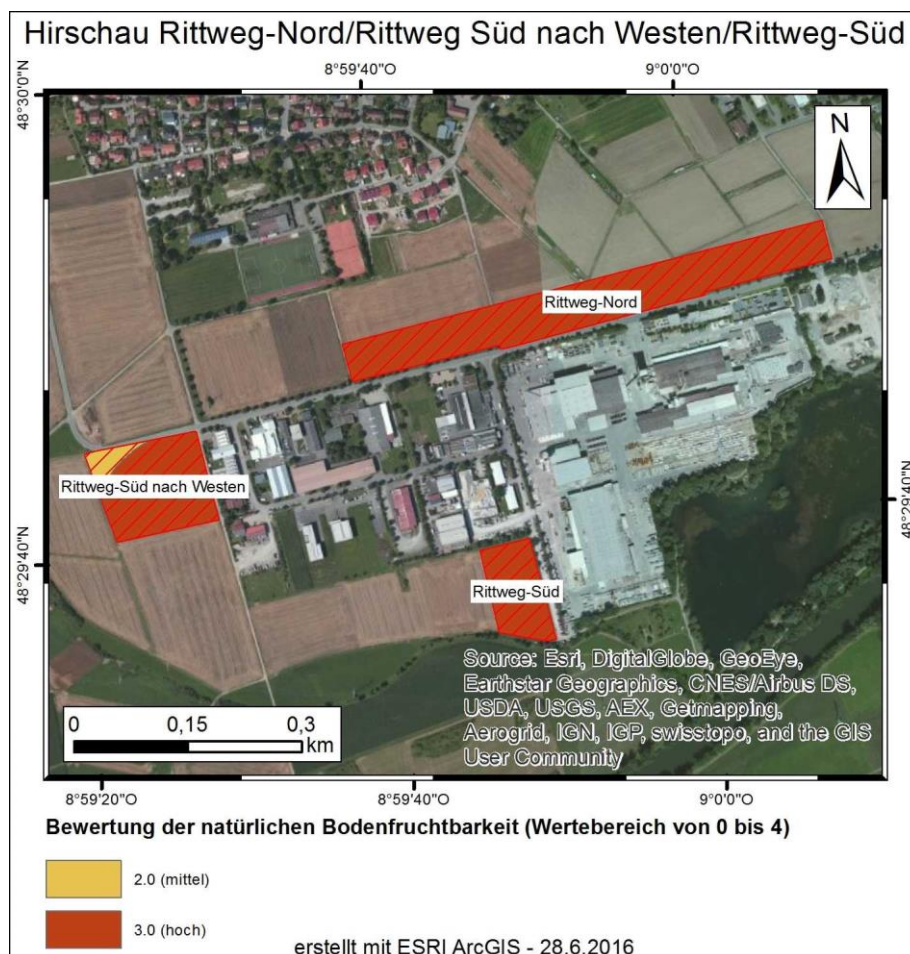 Hirschau Rittweg-Nord/Rittweg Süd nach Westen/Rittweg-Süd
8°59'40"O
9°0'0"O
48°30'0"N
N
Rittweg-Nord
Rittweg-Süd nach Westen
48°29'40"N
48°29'40"N
Rittweg-Süd
Source: Esri, DigitalGlobe, GeoEye,
Earthstar Geographics, CNES/Airbus DS,
USDA, USGS, AEX, Getmapping,
Aerogrid, IGN, IGP, swisstopo, and the GIS
User Community
0 0,15 0,3
km
8°59'20"O
8°59'40"O
9°0'0"O
Bewertung der natürlichen Bodenfruchtbarkeit (Wertebereich von 0 bis 4)
2.0 (mittel)
3.0 (hoch)
erstellt mit ESRI ArcGIS - 28.6.2016